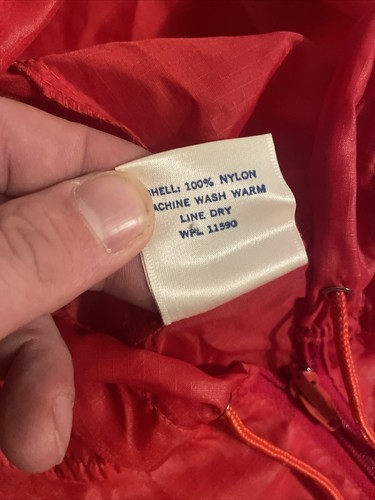 HELL: 100% NYLON
ACHINE WASH WARM
LINE DRY
WPL 11590